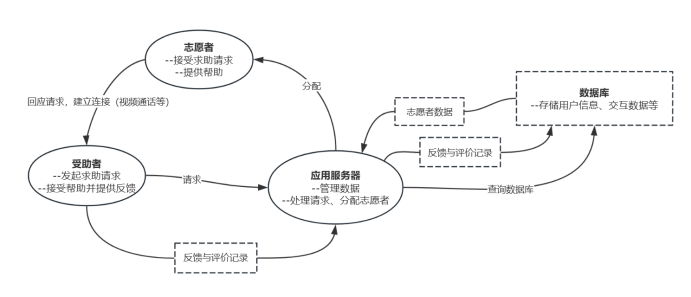 志愿者
--接受求助请求
--提供帮助
回应请求，建立连接（视频通话等）
分配
数据库
--存储用户信息、交互数据等
志愿者数据
反馈与评价记录
受助者
--发起求助请求
--接受帮助并提供反馈
请求
应用服务器
--管理数据
--处理请求、分配志愿者
查询数据库
反馈与评价记录